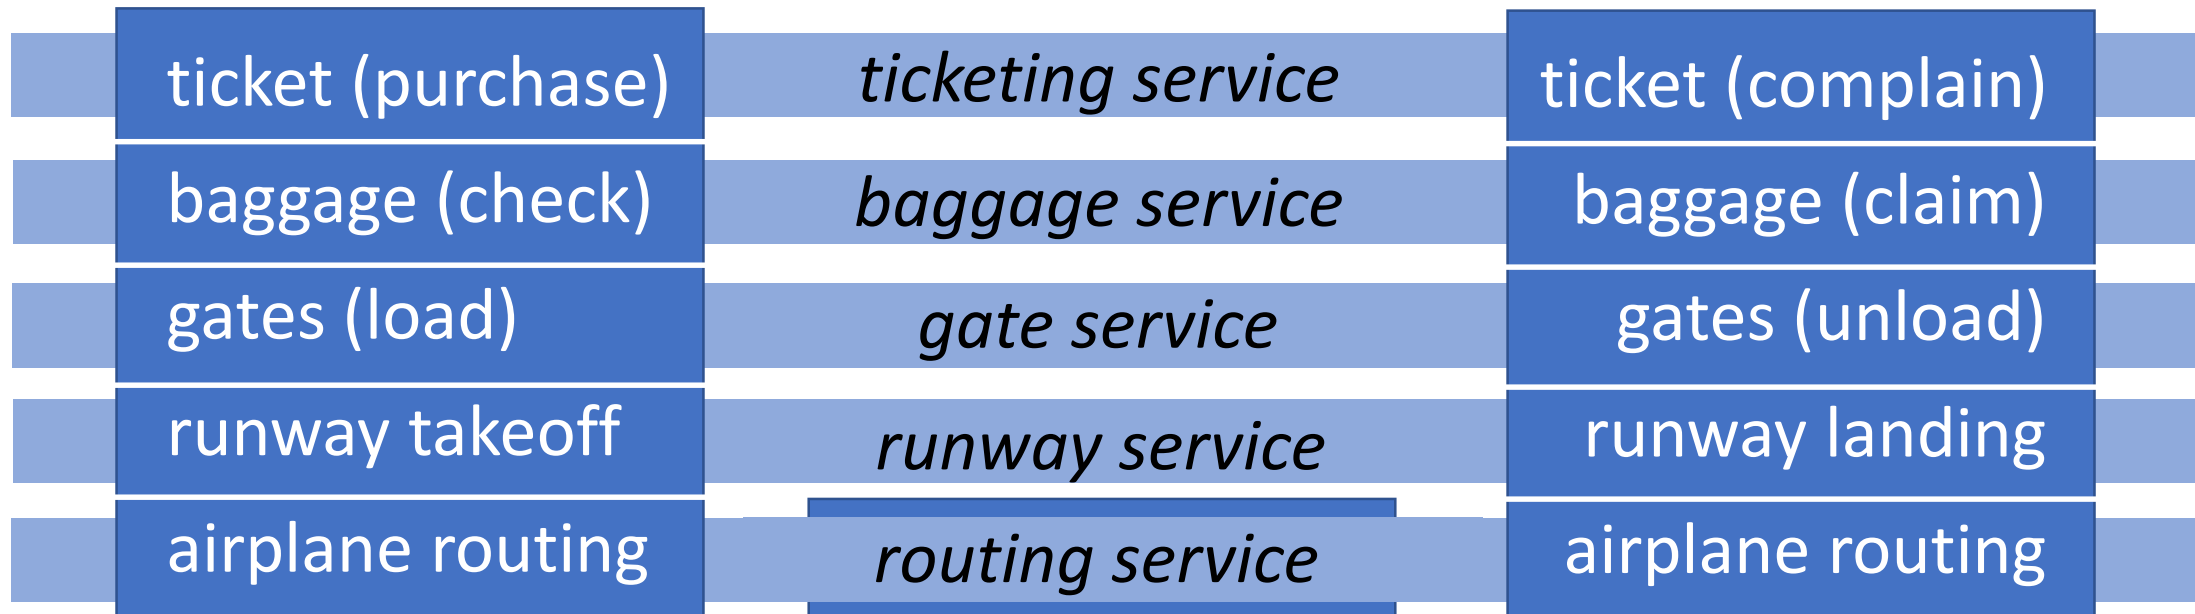 ticket (purchase) ticketing service ticket (complain)
baggage (check) baggage service baggage (claim)
gates (load) gate service gates (unload)
runway takeoff runway service runway landing
airplane routing routing service airplane routing